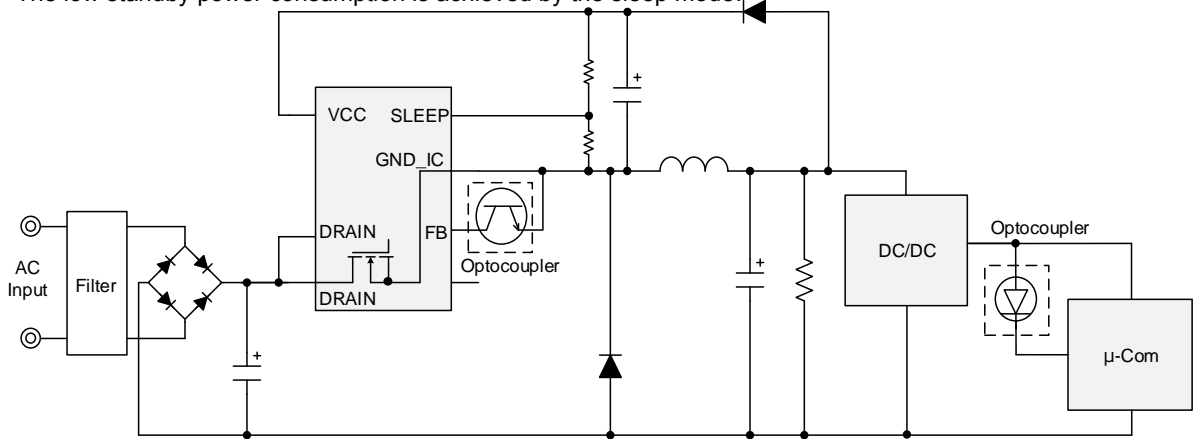 The low standby power consumption is achieved by the sleep mode.
+
VCC
SLEEP
GND_IC
DRAIN
FB
Optocoupler
DRAIN
AC
Input
Filter
+
+
DC/DC
Optocoupler
µ-Com